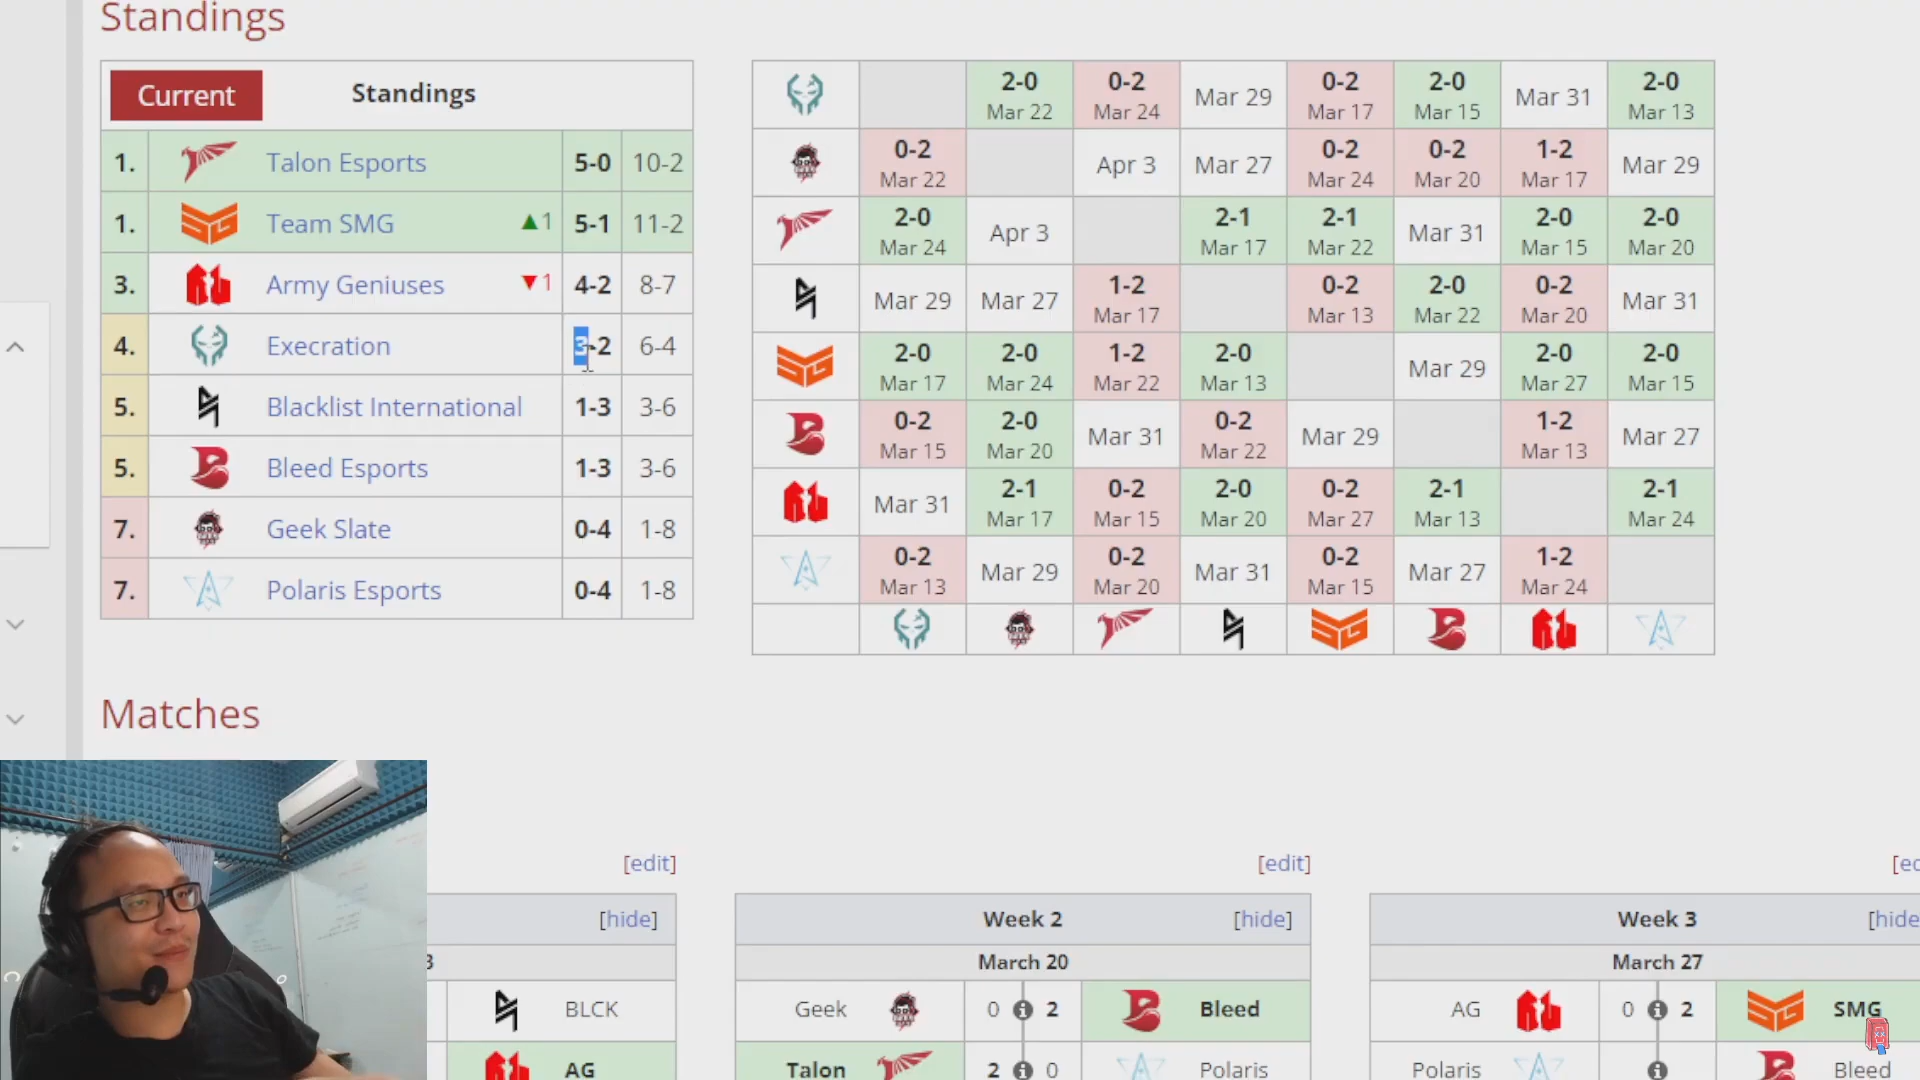 Standings
Current Standings
1. Talon Esports 5-0 10-2
1. Team SMG ▲1 5-1 11-2
3. Army Geniuses ▼1 4-2 8-7
4. Execration 3-2 6-4
5. Blacklist International 1-3 3-6
5. Bleed Esports 1-3 3-6
7. Geek Slate 0-4 1-8
7. Polaris Esports 0-4 1-8
2-0 0-2 Mar 29 0-2 2-0 Mar 31 2-0
Mar 22 Mar 24 Mar 17 Mar 15 Mar 13
0-2 Apr 3 Mar 27 0-2 0-2 1-2 Mar 29
Mar 22 Mar 24 Mar 20 Mar 17
2-0 Apr 3 2-1 2-1 Mar 31 2-0 2-0
Mar 24 Mar 17 Mar 22 Mar 15 Mar 20
Mar 29 Mar 27 1-2 0-2 2-0 0-2 Mar 31
Mar 17 Mar 13 Mar 22 Mar 20
2-0 2-0 1-2 2-0 Mar 29 2-0 2-0
Mar 17 Mar 24 Mar 22 Mar 13 Mar 27 Mar 15
0-2 2-0 Mar 31 0-2 Mar 29 1-2 Mar 27
Mar 15 Mar 20 Mar 22 Mar 13
Mar 31 2-1 0-2 2-0 0-2 2-1 2-1
Mar 17 Mar 15 Mar 20 Mar 27 Mar 13 Mar 24
0-2 Mar 29 0-2 Mar 31 0-2 Mar 27 1-2
Mar 13 Mar 20 Mar 15 Mar 24
Matches
[edit]
[hide]
3
BLCK
AG
[edit]
Week 2 [hide]
March 20
Geek 0 2 Bleed
Talon 2 0 Polaris
[ed
Week 3 [hide
March 27
AG 0 2 SMG
Polaris Bleed